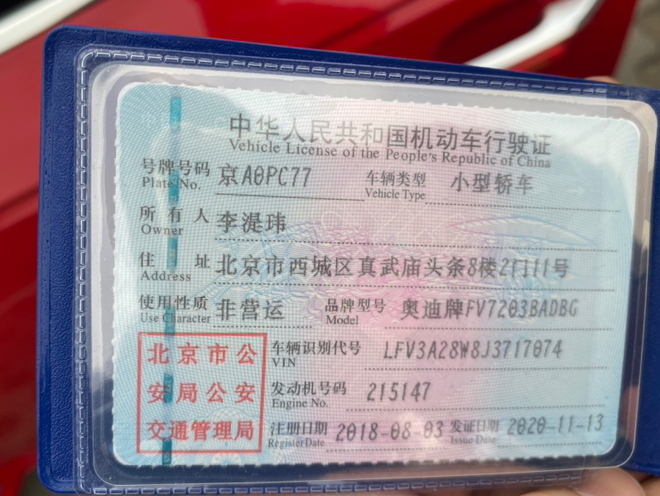 中华人民共和国机动车行驶证
Vehicle License of the People's Republic of China
号牌号码 Plate No. 京A0PC77 车辆类型 Vehicle Type 小型轿车
所有人 Owner 李湜玮
住址 Address 北京市西城区真武庙头条8楼2门11号
使用性质 Use Character 非营运 品牌型号 Model 奥迪牌FV7203BADBG
北京市公 车辆识别代号 VIN LFV3A28W8J3717074
安局公安 发动机号码 Engine No. 215147
交通管理局 注册日期 Register Date 2018-08-03 发证日期 Issue Date 2020-11-13